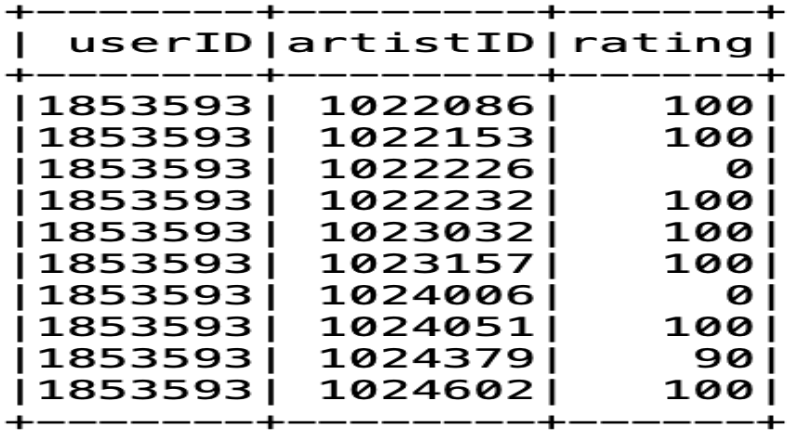 +-------+--------+------+
| userID|artistID|rating|
+-------+--------+------+
|1853593| 1022086|   100|
|1853593| 1022153|   100|
|1853593| 1022226|     0|
|1853593| 1022232|   100|
|1853593| 1023032|   100|
|1853593| 1023157|   100|
|1853593| 1024006|     0|
|1853593| 1024051|   100|
|1853593| 1024379|    90|
|1853593| 1024602|   100|
+-------+--------+------+